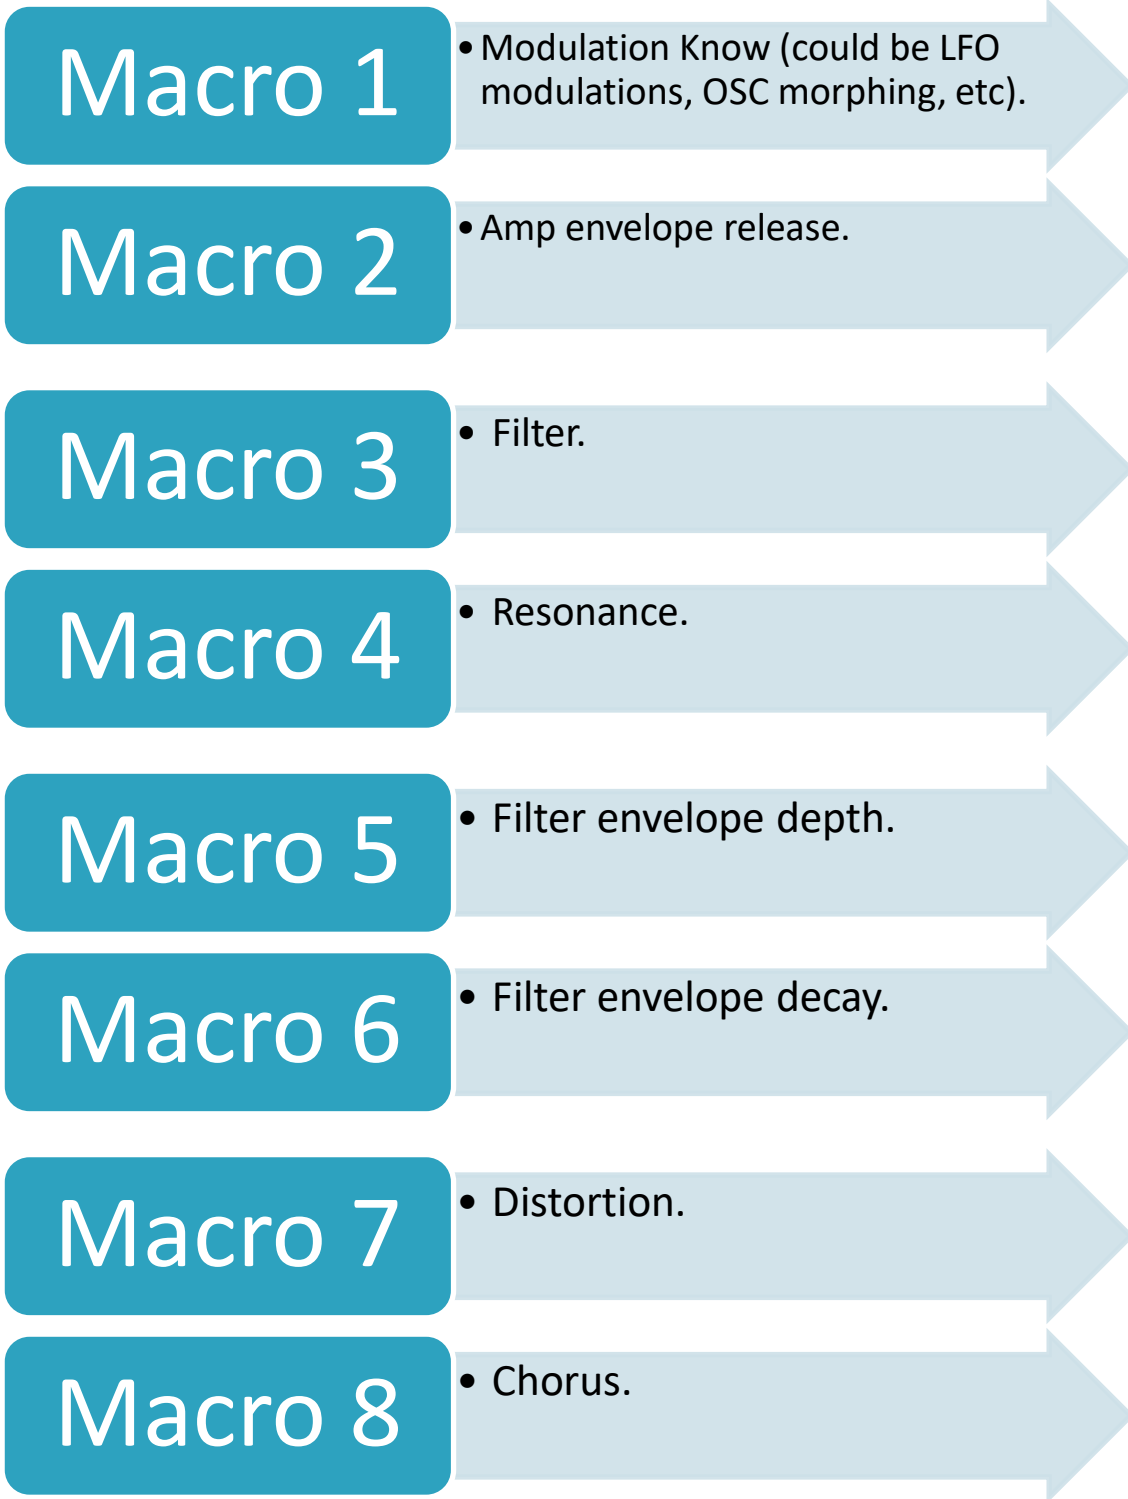 Macro 1
• Modulation Know (could be LFO
modulations, OSC morphing, etc).
Macro 2
• Amp envelope release.
Macro 3
• Filter.
Macro 4
• Resonance.
Macro 5
• Filter envelope depth.
Macro 6
• Filter envelope decay.
Macro 7
• Distortion.
Macro 8
• Chorus.